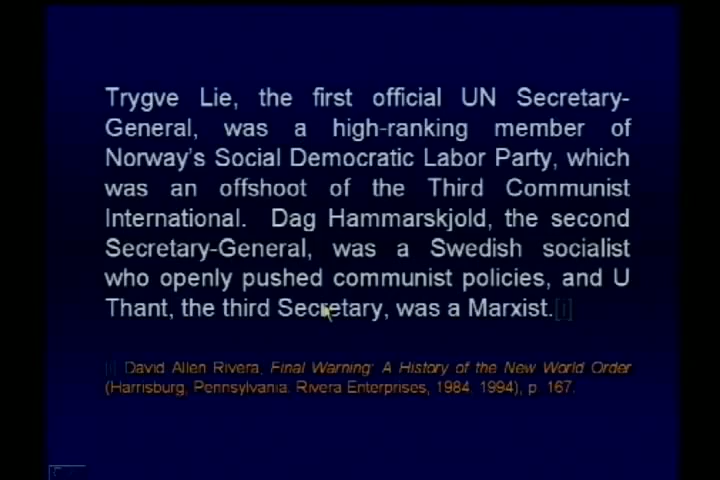 Trygve Lie, the first official UN Secretary-
General, was a high-ranking member of
Norway's Social Democratic Labor Party, which
was an offshoot of the Third Communist
International. Dag Hammarskjold, the second
Secretary-General, was a Swedish socialist
who openly pushed communist policies, and U
Thant, the third Secretary, was a Marxist.[i]
[i] David Allen Rivera, Final Warning: A History of the New World Order
(Harrisburg, Pennsylvania: Rivera Enterprises, 1984, 1994), p. 167.